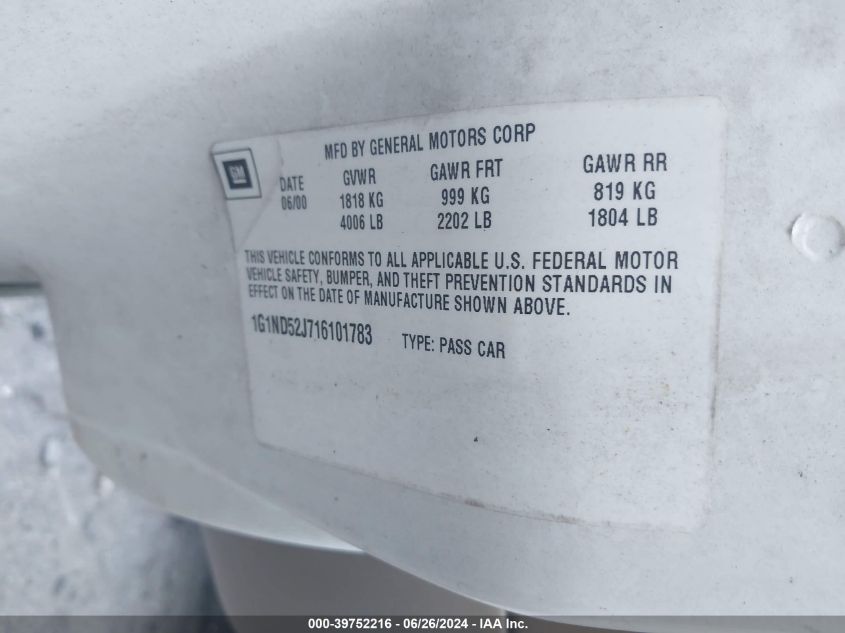 MFD BY GENERAL MOTORS CORP
GM
DATE GVWR GAWR FRT GAWR RR
06/00 1818 KG 999 KG 819 KG
4006 LB 2202 LB 1804 LB
THIS VEHICLE CONFORMS TO ALL APPLICABLE U.S. FEDERAL MOTOR
VEHICLE SAFETY, BUMPER, AND THEFT PREVENTION STANDARDS IN
EFFECT ON THE DATE OF MANUFACTURE SHOWN ABOVE.
1G1ND52J716101783 TYPE: PASS CAR
000-39752216 - 06/26/2024 - IAA Inc.